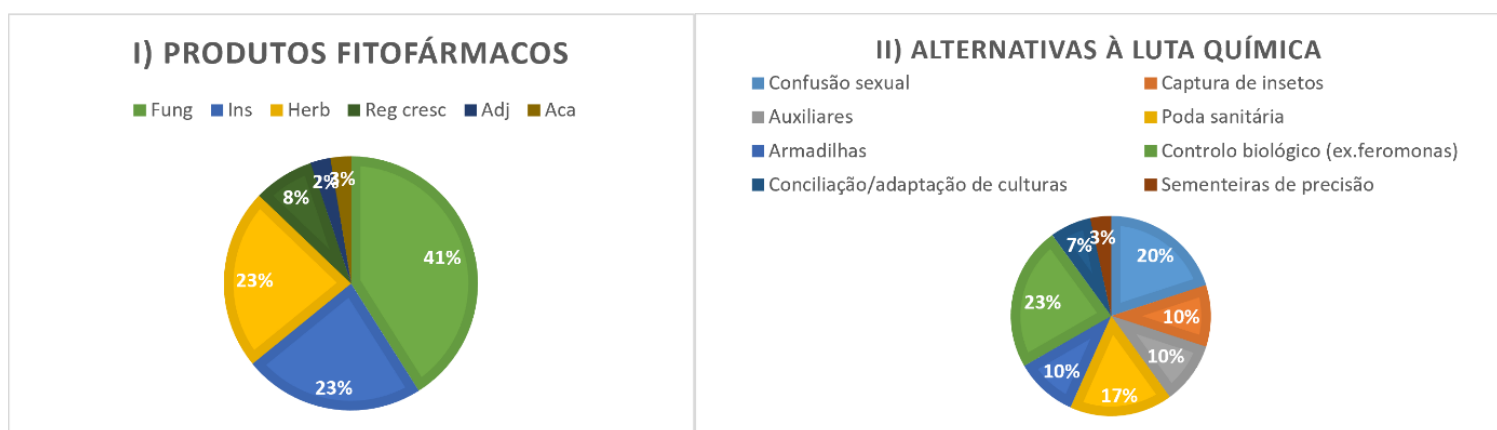 I) PRODUTOS FITOFÁRMACOS
Fung Ins Herb Reg cresc Adj Aca
41%
23%
23%
8%
2%
3%
II) ALTERNATIVAS À LUTA QUÍMICA
Confusão sexual Captura de insetos
Auxiliares Poda sanitária
Armadilhas Controlo biológico (ex.feromonas)
Conciliação/adaptação de culturas Sementeiras de precisão
20%
10%
10%
17%
10%
23%
7%
3%